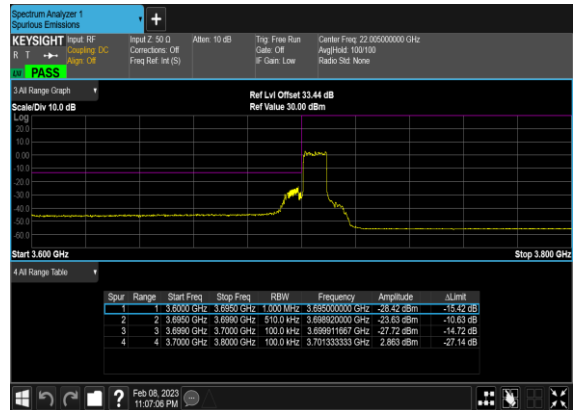 Spectrum Analyzer 1
Spurious Emissions
KEYSIGHT Input: RF Input Z: 50 Ω Atten: 10 dB Trig: Free Run Center Freq: 22.005000000 GHz
R T Coupling: DC Corrections: Off Gate: Off Avg|Hold: 100/100
Align: Off Freq Ref: Int (S) IF Gain: Low Radio Std: None
PASS
3 All Range Graph
Ref Lvl Offset 33.44 dB
Scale/Div 10.0 dB Ref Value 30.00 dBm
Log
20.0
10.0
0.00
-10.0
-20.0
-30.0
-40.0
-50.0
-60.0
Start 3.600 GHz Stop 3.800 GHz
4 All Range Table
Spur Range Start Freq Stop Freq RBW Frequency Amplitude ΔLimit
1 1 3.6000 GHz 3.6950 GHz 1.000 MHz 3.695000000 GHz -28.42 dBm -15.42 dB
2 2 3.6950 GHz 3.6990 GHz 510.0 kHz 3.698920000 GHz -23.63 dBm -10.63 dB
3 3 3.6990 GHz 3.7000 GHz 100.0 kHz 3.699911667 GHz -27.72 dBm -14.72 dB
4 4 3.7000 GHz 3.8000 GHz 100.0 kHz 3.701333333 GHz 2.863 dBm -27.14 dB
? Feb 08, 2023
11:07:06 PM